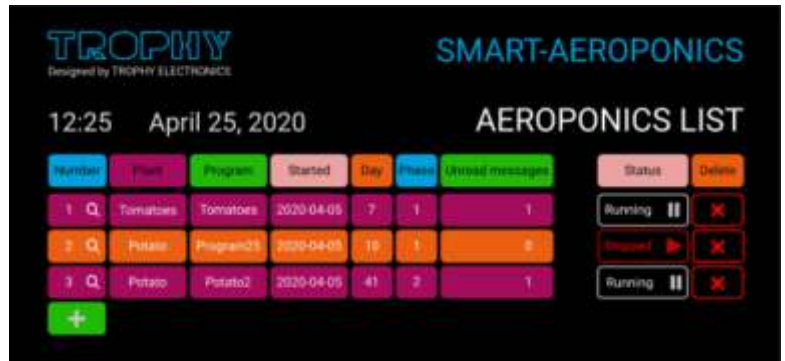 TROPHY
Designed by TROPHY ELECTRONICS
SMART-AEROPONICS
12:25 April 25, 2020
AEROPONICS LIST
Number Plant Program Started Day Phase Unread messages Status Delete
1 Tomatoes Tomatoes 2020-04-05 7 1 1 Running
2 Potato Program25 2020-04-05 10 1 0 Stopped
3 Potato Potato2 2020-04-05 41 2 1 Running